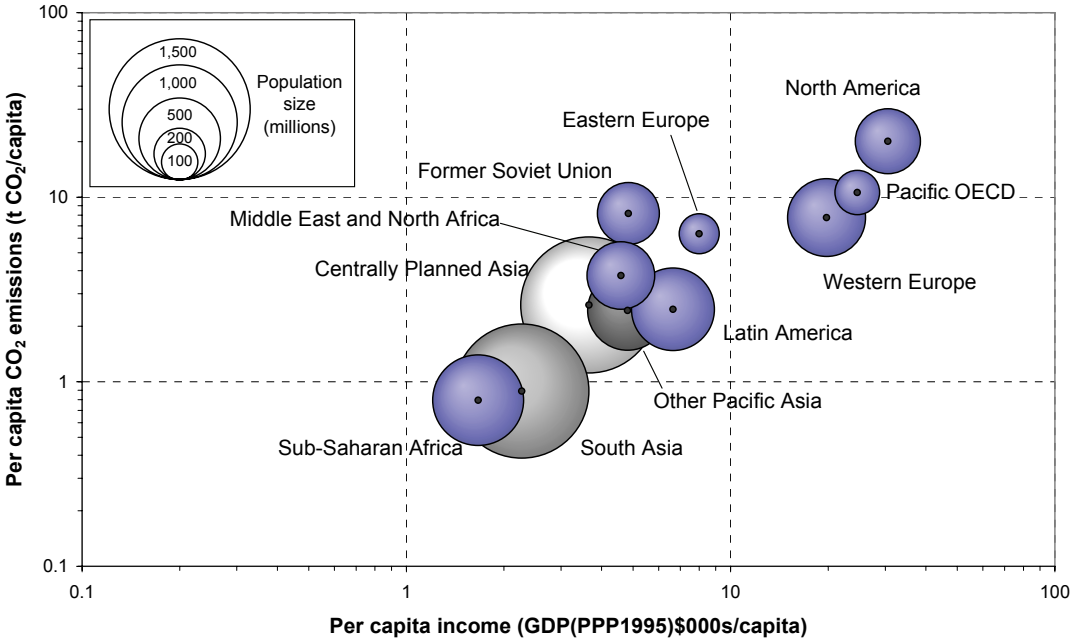 100
10
1
0.1
Per capita CO₂ emissions (t CO₂/capita)
1,500
1,000
500
200
100
Population
size
(millions)
North America
Eastern Europe
Former Soviet Union
Pacific OECD
Middle East and North Africa
Centrally Planned Asia
Western Europe
Latin America
Other Pacific Asia
Sub-Saharan Africa
South Asia
0.1
1
10
100
Per capita income (GDP(PPP1995)$000s/capita)